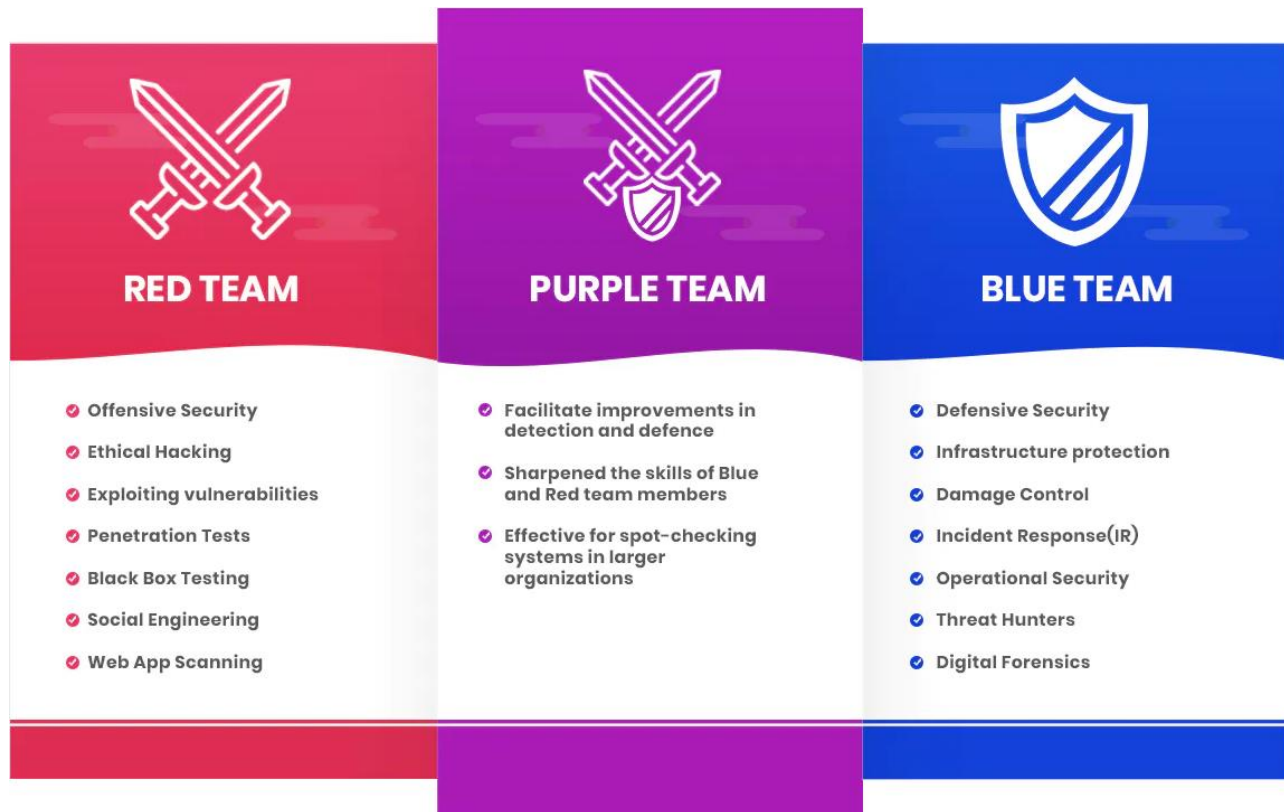 RED TEAM
Offensive Security
Ethical Hacking
Exploiting vulnerabilities
Penetration Tests
Black Box Testing
Social Engineering
Web App Scanning
PURPLE TEAM
Facilitate improvements in
detection and defence
Sharpened the skills of Blue
and Red team members
Effective for spot-checking
systems in larger
organizations
BLUE TEAM
Defensive Security
Infrastructure protection
Damage Control
Incident Response(IR)
Operational Security
Threat Hunters
Digital Forensics